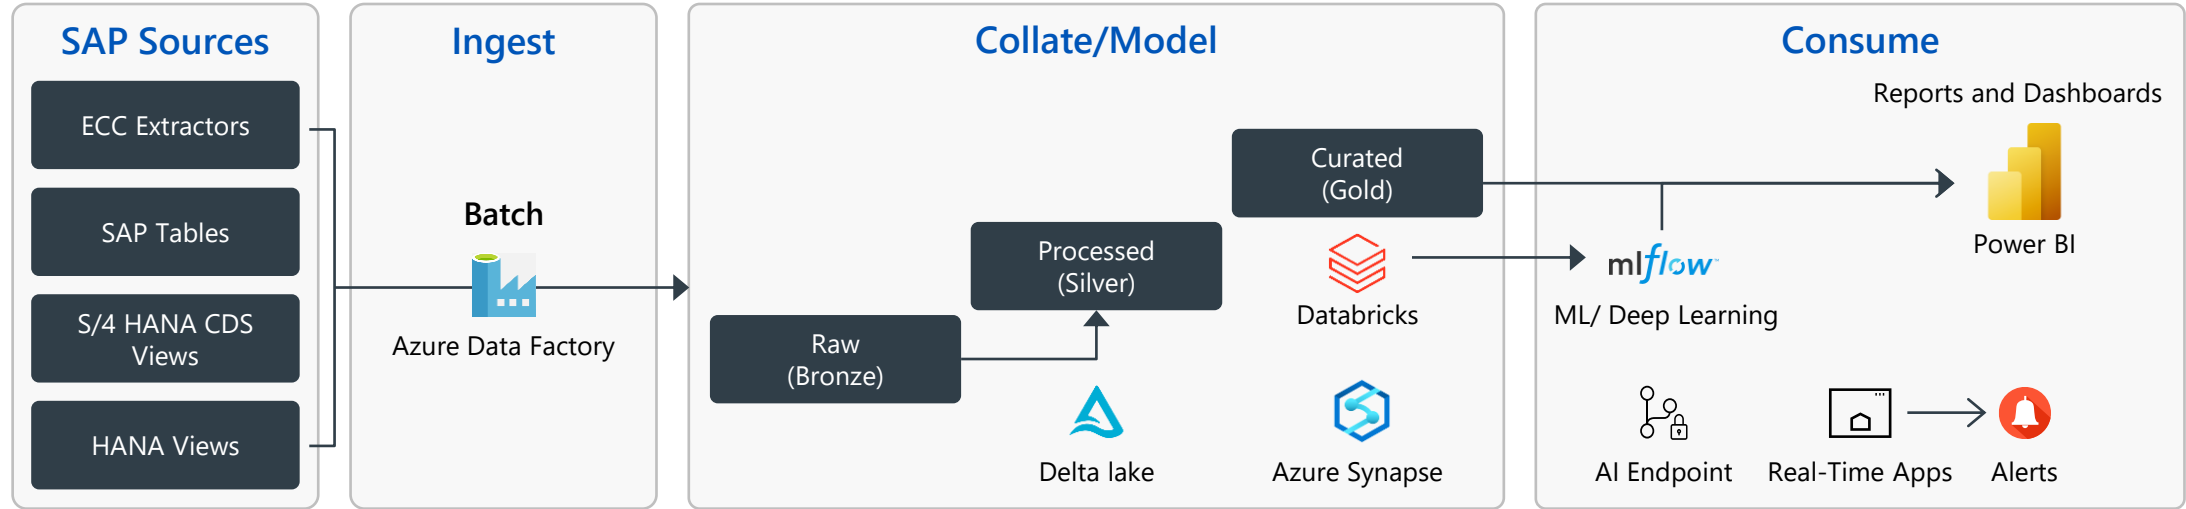 SAP Sources
ECC Extractors
SAP Tables
S/4 HANA CDS
Views
HANA Views
Ingest
Batch
Azure Data Factory
Collate/Model
Raw
(Bronze)
Processed
(Silver)
Curated
(Gold)
Databricks
Delta lake
Azure Synapse
Consume
Reports and Dashboards
Power BI
mlflow
ML/ Deep Learning
AI Endpoint
Real-Time Apps
Alerts